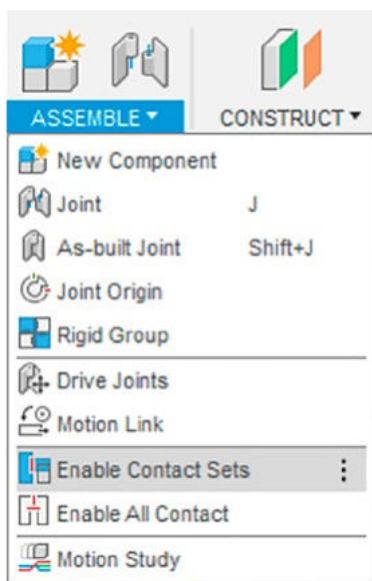 ASSEMBLE CONSTRUCT
New Component
Joint J
As-built Joint Shift+J
Joint Origin
Rigid Group
Drive Joints
Motion Link
Enable Contact Sets
Enable All Contact
Motion Study